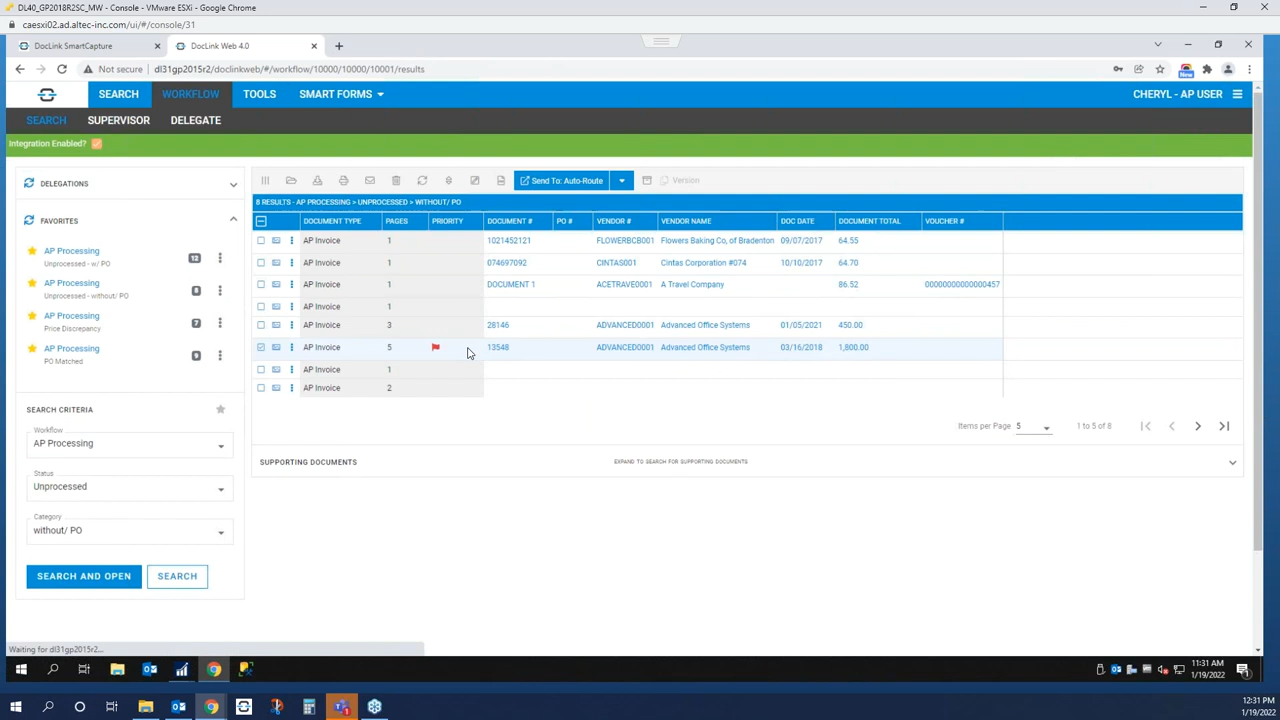 DL40_GP2018R2SC_MW - Console - VMware ESXi - Google Chrome
caesxi02.ad.altec-inc.com/ui/#/console/31
DocLink SmartCapture
DocLink Web 4.0
Not secure dl31gp2015r2/doclinkweb/#/workflow/10000/10000/10001/results
New
SEARCH WORKFLOW TOOLS SMART FORMS CHERYL - AP USER
SEARCH SUPERVISOR DELEGATE
Integration Enabled?
DELEGATIONS
FAVORITES
AP Processing
Unprocessed - w/ PO
12
AP Processing
Unprocessed - without/ PO
8
AP Processing
Price Discrepancy
7
AP Processing
PO Matched
9
SEARCH CRITERIA
Workflow
AP Processing
Status
Unprocessed
Category
without/ PO
SEARCH AND OPEN SEARCH
Send To: Auto-Route Version
8 RESULTS - AP PROCESSING > UNPROCESSED > WITHOUT/ PO
DOCUMENT TYPE PAGES PRIORITY DOCUMENT # PO # VENDOR # VENDOR NAME DOC DATE DOCUMENT TOTAL VOUCHER #
AP Invoice 1 1021452121 FLOWERBCB001 Flowers Baking Co, of Bradenton 09/07/2017 64.55
AP Invoice 1 074697092 CINTAS001 Cintas Corporation #074 10/10/2017 64.70
AP Invoice 1 DOCUMENT 1 ACETRAVE0001 A Travel Company 86.52 00000000000000457
AP Invoice 1
AP Invoice 3 28146 ADVANCED0001 Advanced Office Systems 01/05/2021 450.00
AP Invoice 5 13548 ADVANCED0001 Advanced Office Systems 03/16/2018 1,800.00
AP Invoice 1
AP Invoice 2
Items per Page 5 1 to 5 of 8
SUPPORTING DOCUMENTS EXPAND TO SEARCH FOR SUPPORTING DOCUMENTS
Waiting for dl31gp2015r2...
11:31 AM
1/19/2022
12:31 PM
1/19/2022